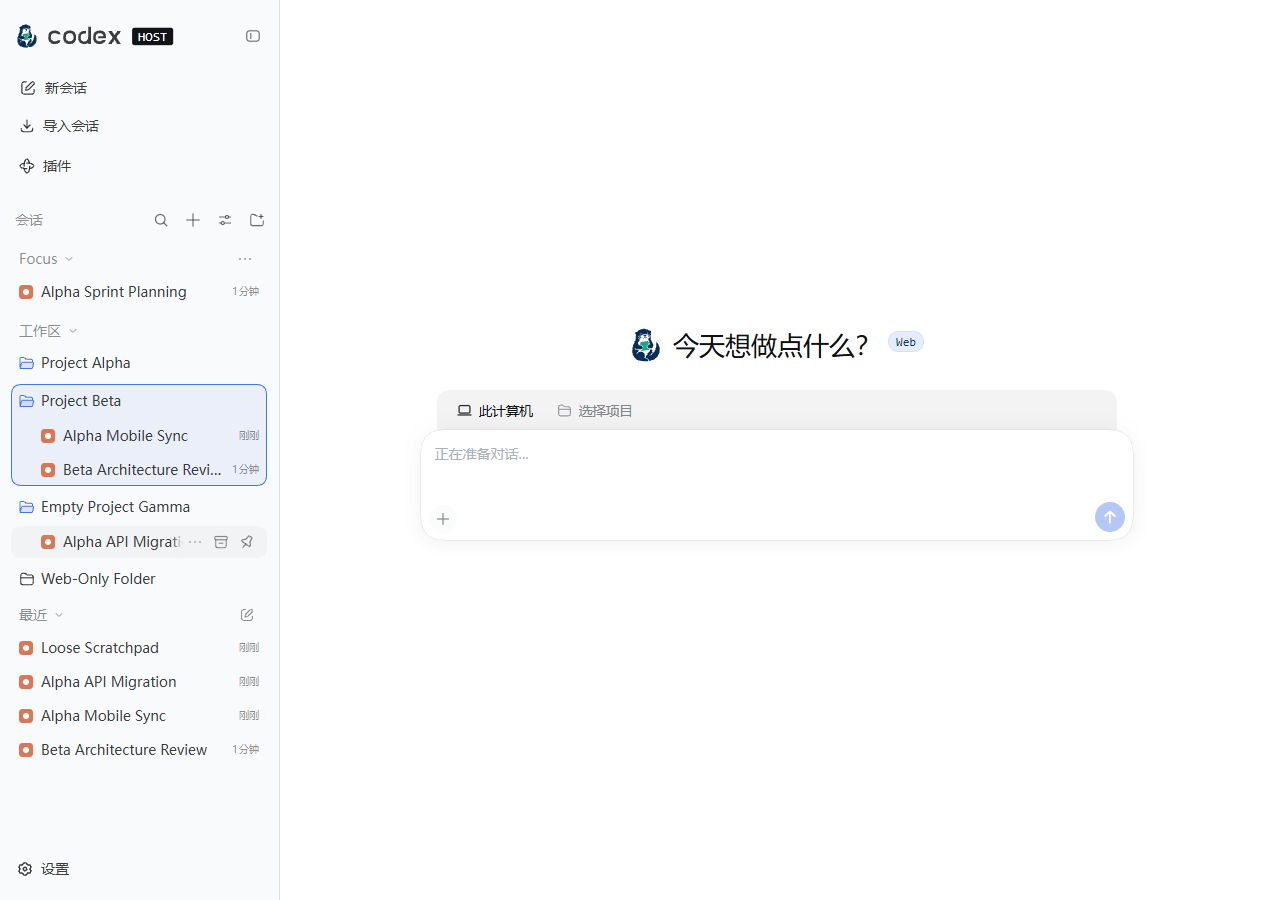 codex HOST
新会话
导入会话
插件
会话
Focus
Alpha Sprint Planning 1分钟
工作区
Project Alpha
Project Beta
Alpha Mobile Sync 刚刚
Beta Architecture Revi... 1分钟
Empty Project Gamma
Alpha API Migrati
Web-Only Folder
最近
Loose Scratchpad 刚刚
Alpha API Migration 刚刚
Alpha Mobile Sync 刚刚
Beta Architecture Review 1分钟
设置
今天想做点什么? Web
此计算机 选择项目
正在准备对话...